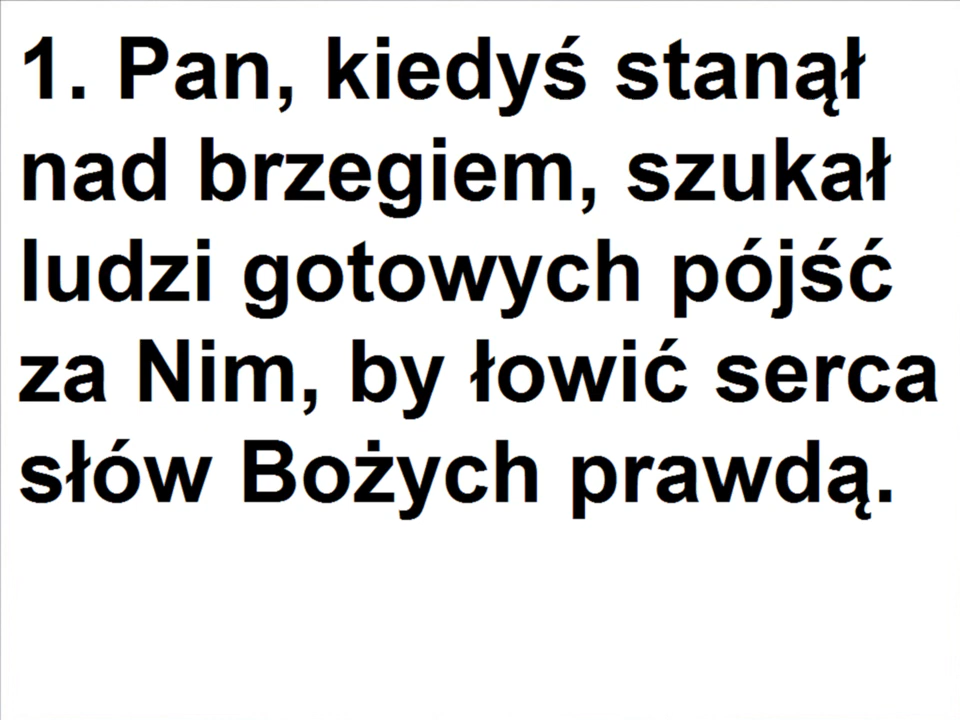 1. Pan, kiedyś stanął
nad brzegiem, szukał
ludzi gotowych pójść
za Nim, by łowić serca
słów Bożych prawdą.